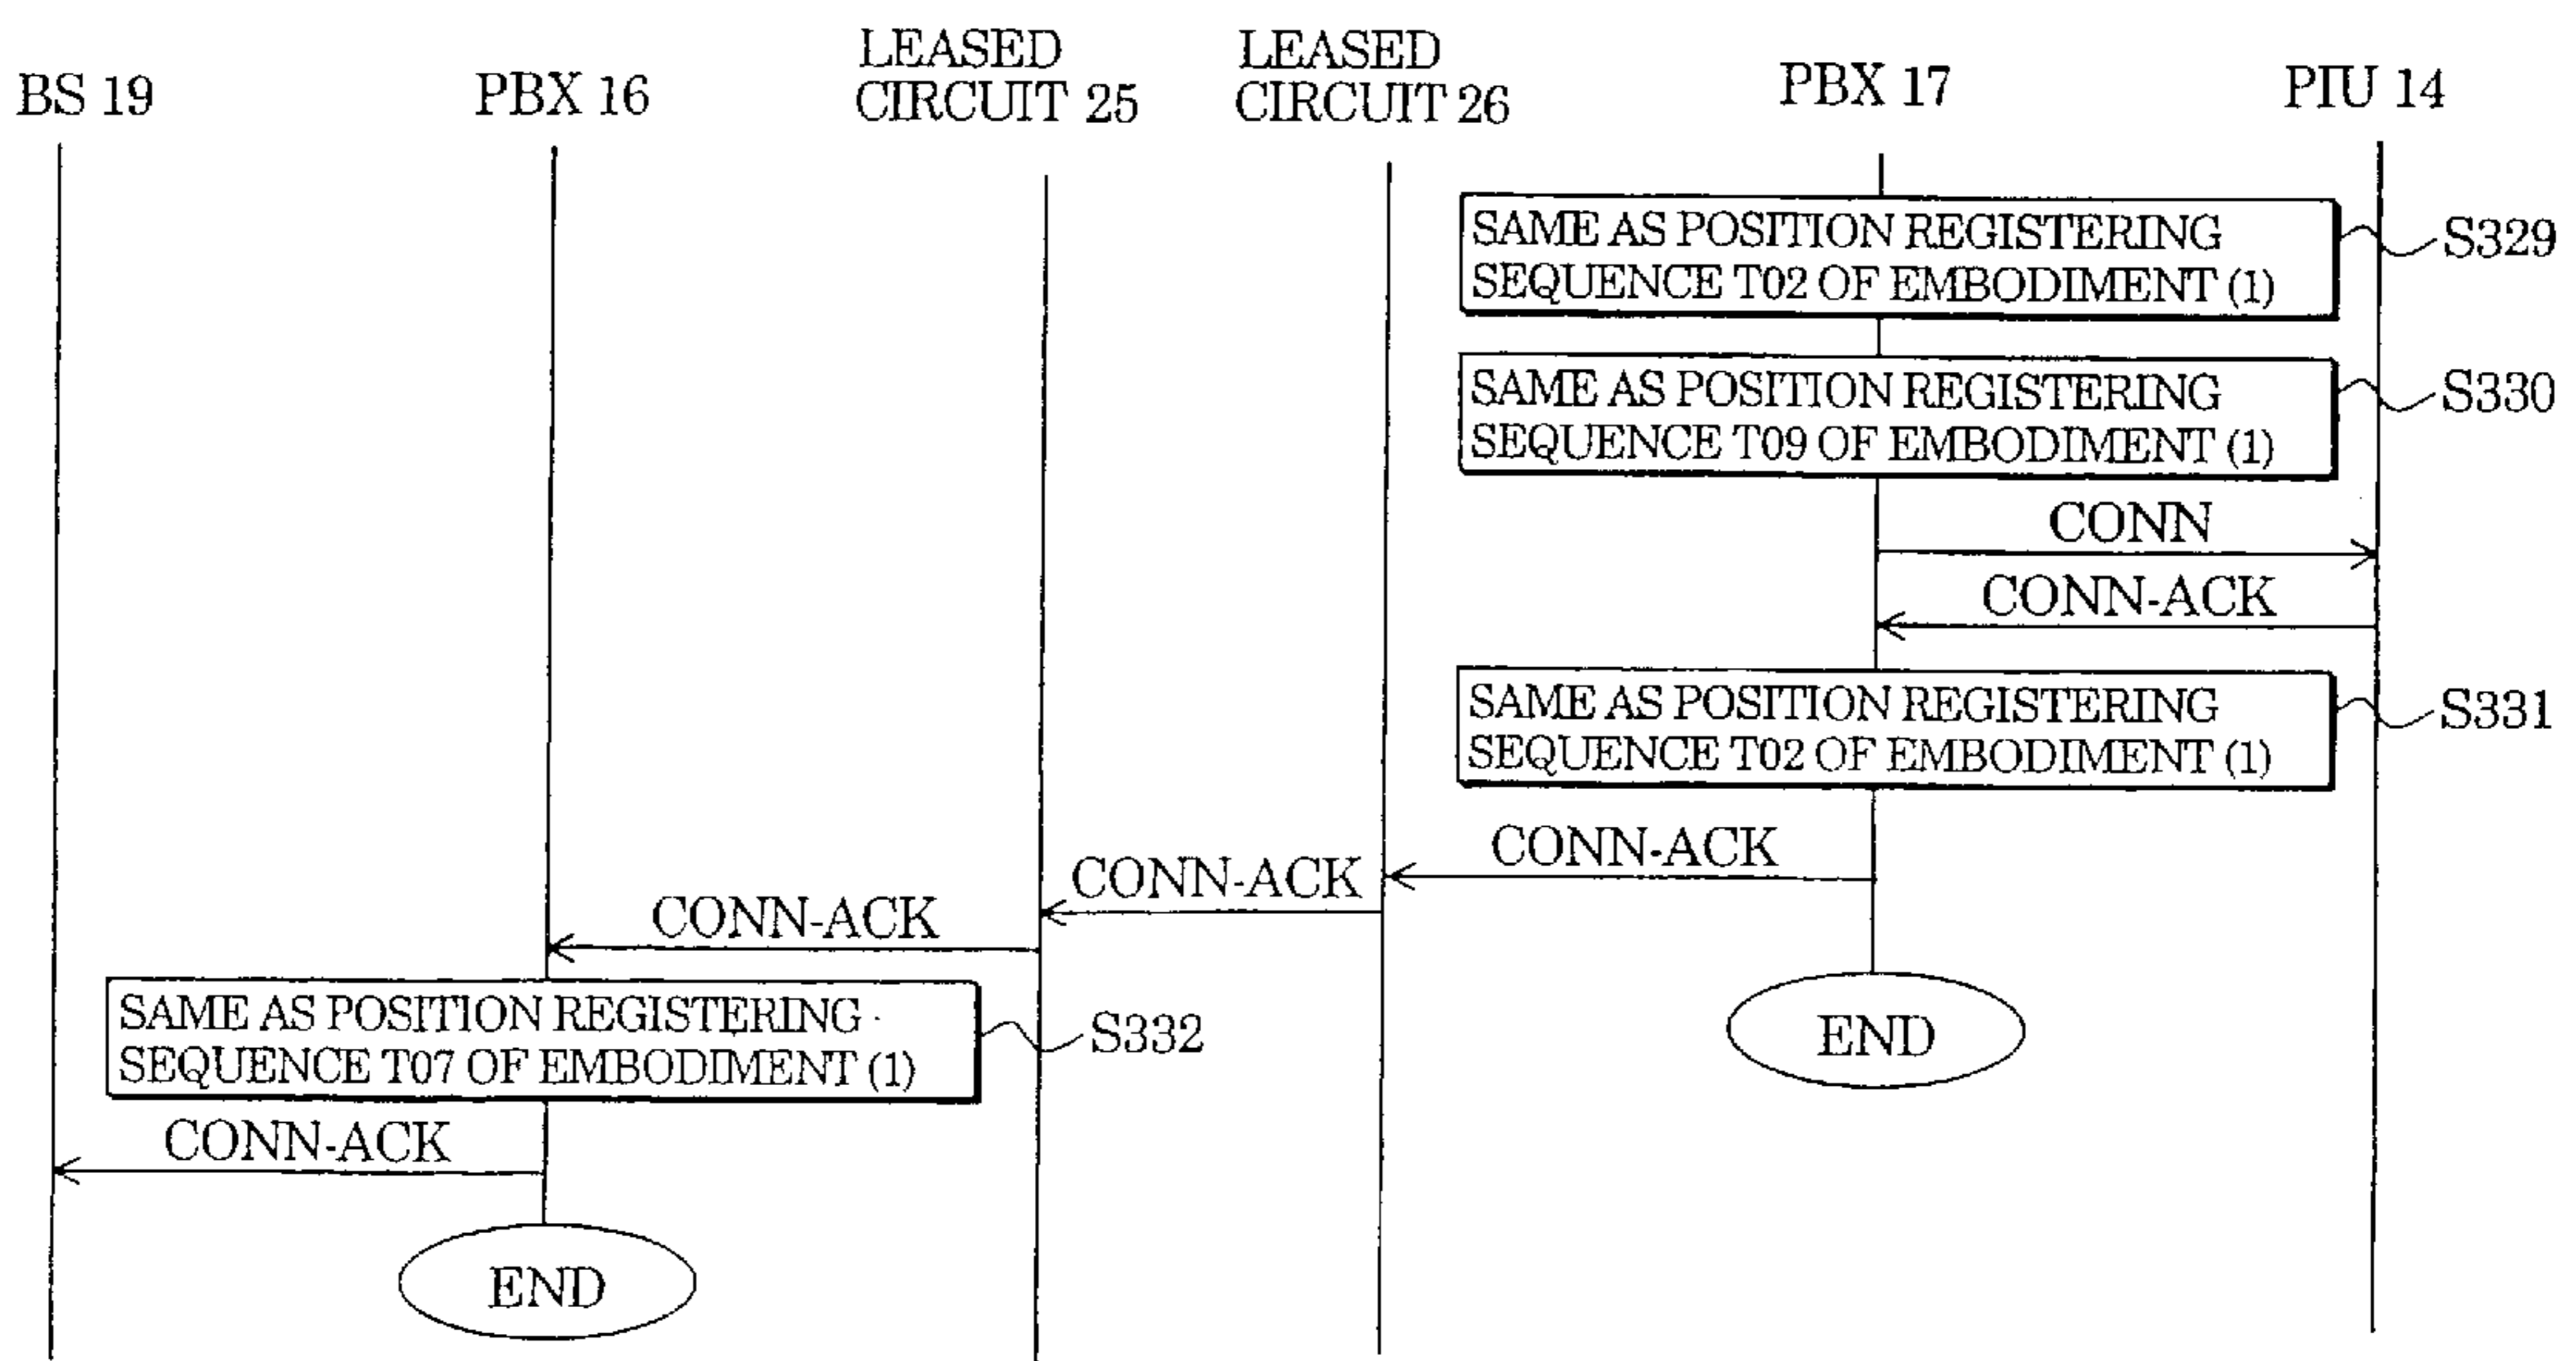 BS 19
PBX 16
LEASED
CIRCUIT 25
LEASED
CIRCUIT 26
PBX 17
PIU 14
SAME AS POSITION REGISTERING
SEQUENCE T02 OF EMBODIMENT (1)
S329
SAME AS POSITION REGISTERING
SEQUENCE T09 OF EMBODIMENT (1)
S330
CONN
CONN-ACK
SAME AS POSITION REGISTERING
SEQUENCE T02 OF EMBODIMENT (1)
S331
CONN-ACK
CONN-ACK
CONN-ACK
SAME AS POSITION REGISTERING
SEQUENCE T07 OF EMBODIMENT (1)
S332
END
CONN-ACK
END